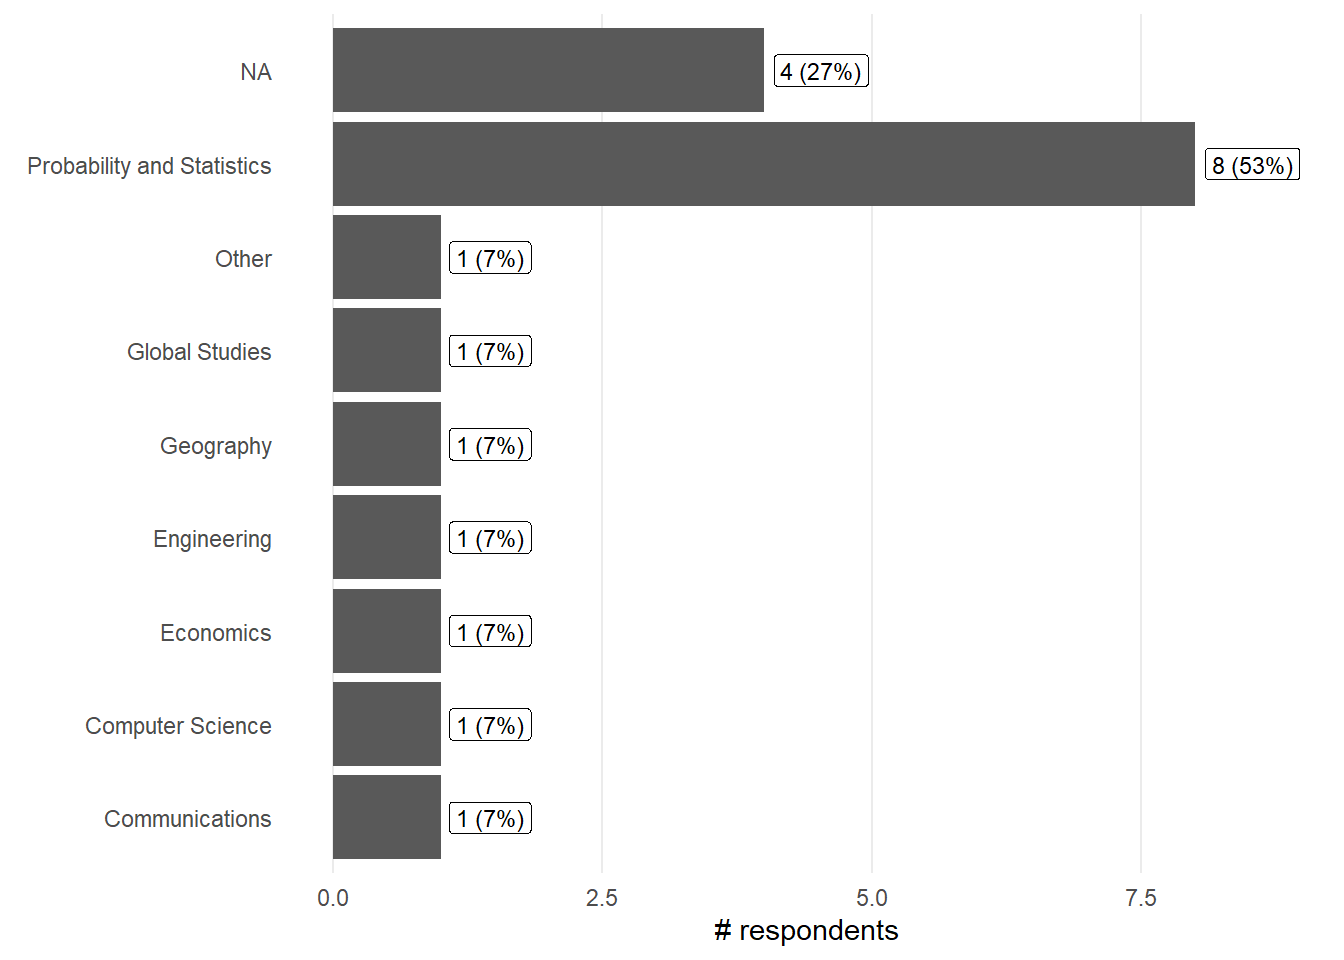 NA
4 (27%)
Probability and Statistics
8 (53%)
Other
1 (7%)
Global Studies
1 (7%)
Geography
1 (7%)
Engineering
1 (7%)
Economics
1 (7%)
Computer Science
1 (7%)
Communications
1 (7%)
0.0 2.5 5.0 7.5
# respondents